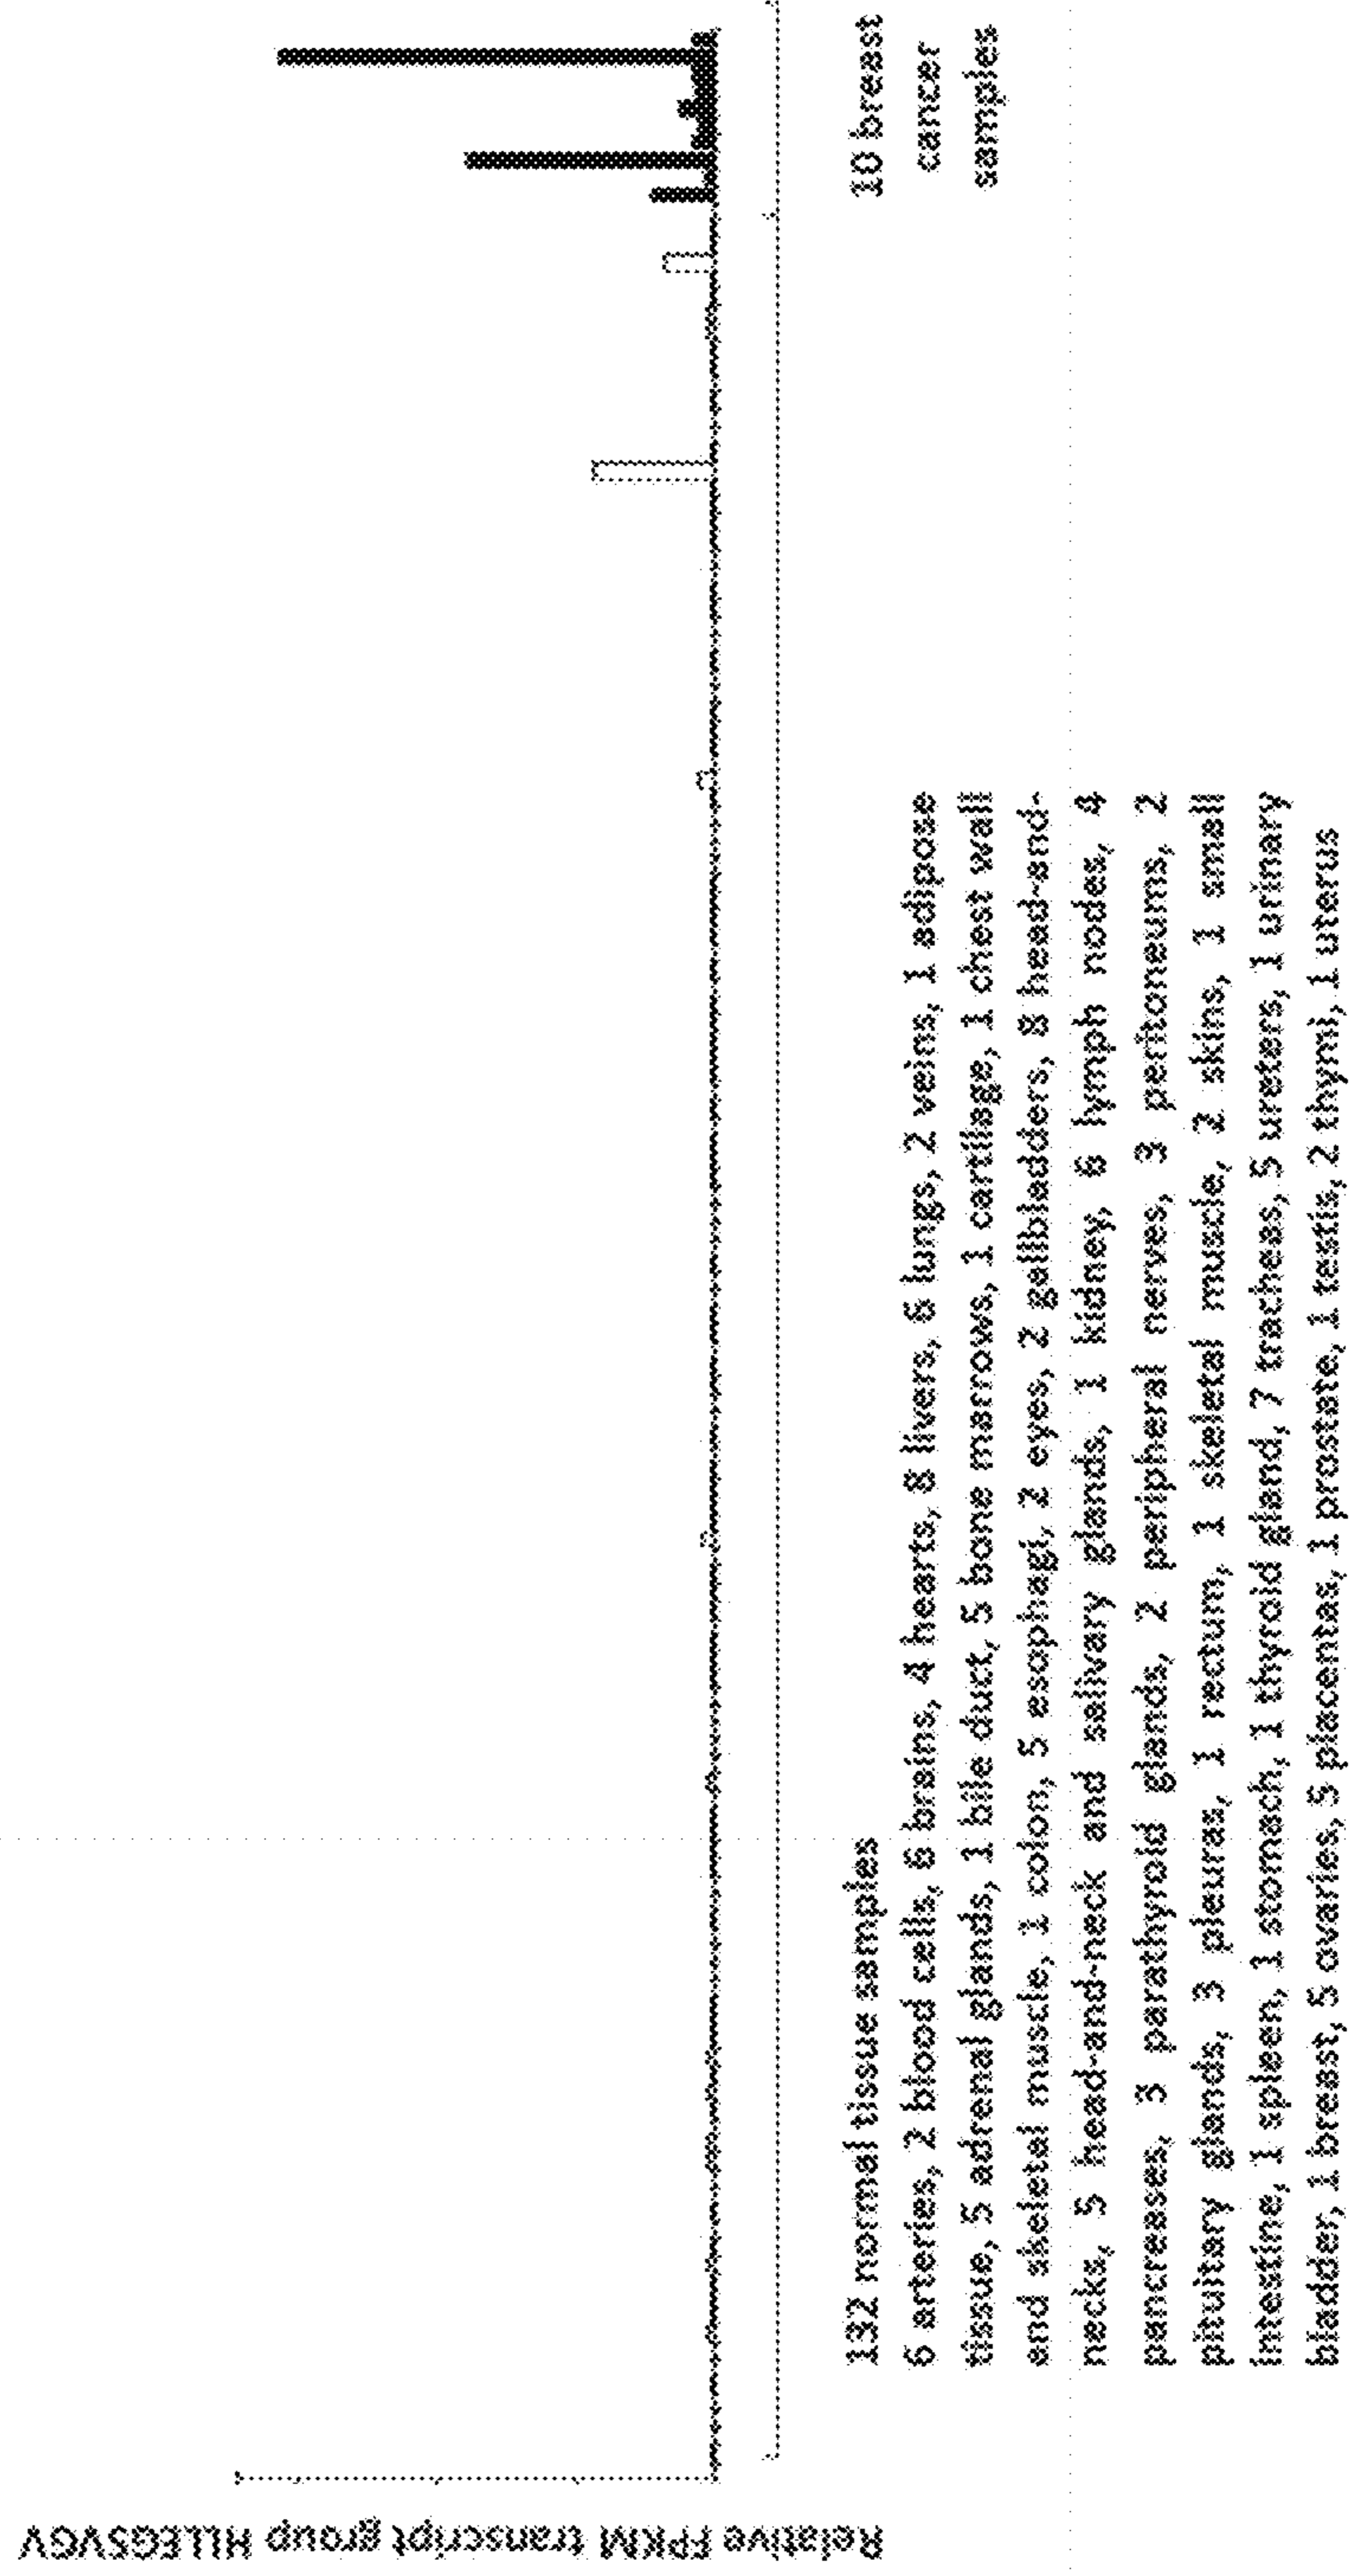 Relative FPKM transcript group HLLEGSVGV
132 normal tissue samples
6 arteries, 2 blood cells, 6 brains, 4 hearts, 8 livers, 6 lungs, 2 veins, 1 adipose
tissue, 5 adrenal glands, 1 bile duct, 5 bone marrows, 1 cartilage, 1 chest wall
and skeletal muscle, 1 colon, 5 esophagi, 2 eyes, 2 gallbladders, 8 head-and-
necks, 5 head-and-neck and salivary glands, 1 kidney, 6 lymph nodes, 4
pancreases, 3 parathyroid glands, 2 peripheral nerves, 3 peritoneums, 2
pituitary glands, 3 pleuras, 1 rectum, 1 skeletal muscle, 2 skins, 1 small
intestine, 1 spleen, 1 stomach, 1 thyroid gland, 7 tracheas, 5 ureters, 1 urinary
bladder, 1 breast, 5 ovaries, 5 placentas, 1 prostate, 1 testis, 2 thymi, 1 uterus
10 breast
cancer
samples